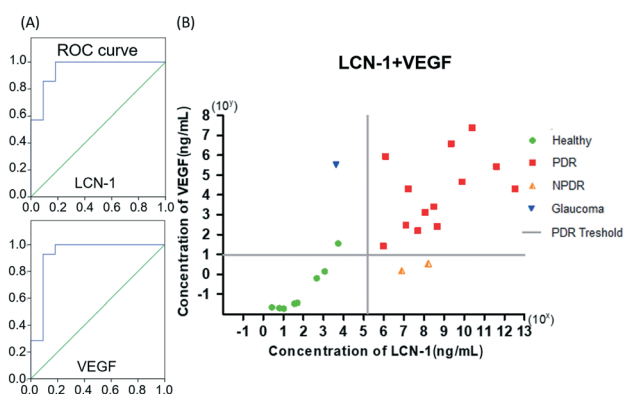 (A)
ROC curve
1.0
0.8
0.6
0.4
0.2
0.0
LCN-1
0.0 0.2 0.4 0.6 0.8 1.0
1.0
0.8
0.6
0.4
0.2
0.0
VEGF
0.0 0.2 0.4 0.6 0.8 1.0
(B)
LCN-1+VEGF
(10ʸ)
Concentration of VEGF(ng/mL)
8
7
6
5
4
3
2
1
0
-1
-1 0 1 2 3 4 5 6 7 8 9 10 11 12 13
(10ˣ)
Concentration of LCN-1(ng/mL)
Healthy
PDR
NPDR
Glaucoma
PDR Treshold